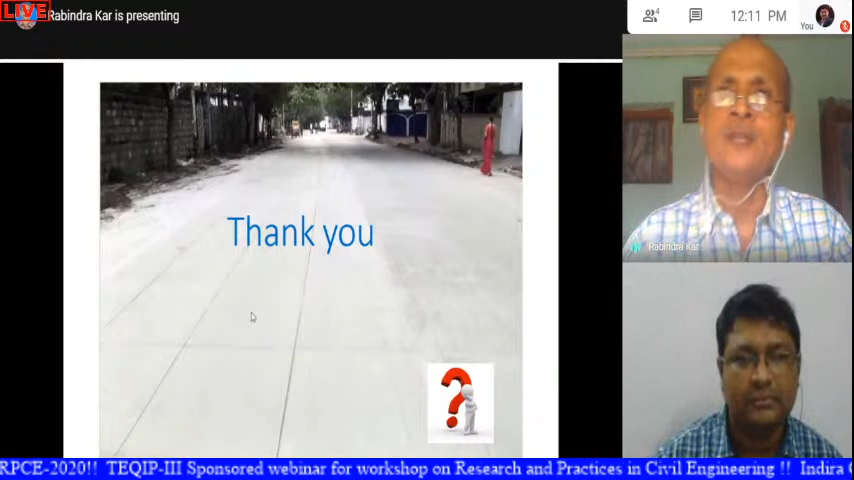 LIVE
Rabindra Kar is presenting
4
12:11 PM
You
Thank you
Rabindra Kar
RPCE-2020!! TEQIP-III Sponsored webinar for workshop on Research and Practices in Civil Engineering !! Indira